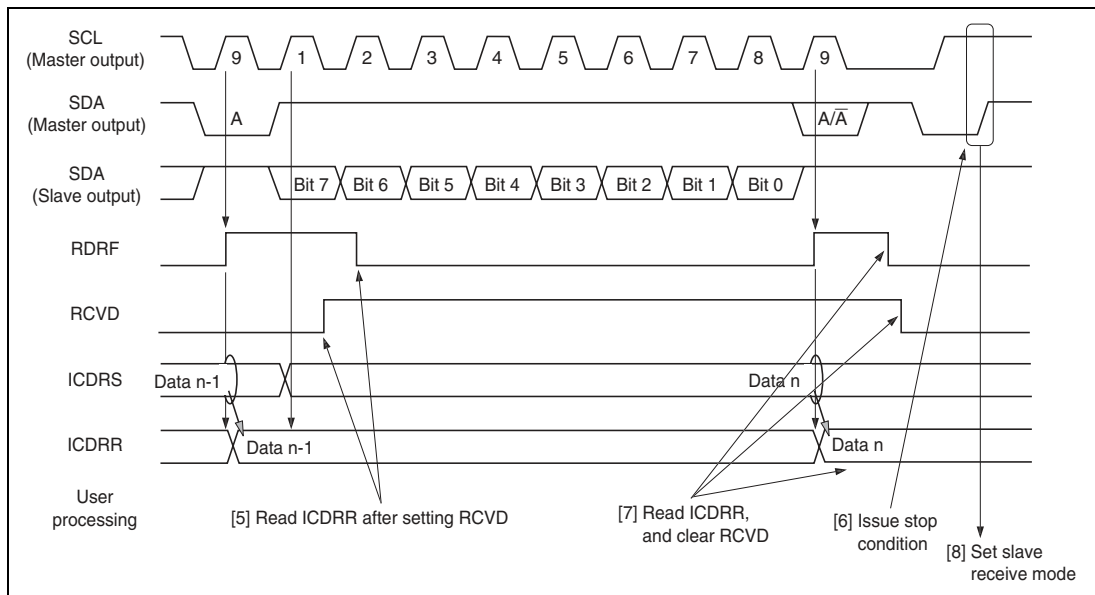 SCL
(Master output)
9 1 2 3 4 5 6 7 8 9
SDA
(Master output)
A A/A̅
SDA
(Slave output)
Bit 7 Bit 6 Bit 5 Bit 4 Bit 3 Bit 2 Bit 1 Bit 0
RDRF
RCVD
ICDRS
Data n-1 Data n
ICDRR
Data n-1 Data n
User
processing
[5] Read ICDRR after setting RCVD
[7] Read ICDRR,
and clear RCVD
[6] Issue stop
condition
[8] Set slave
receive mode